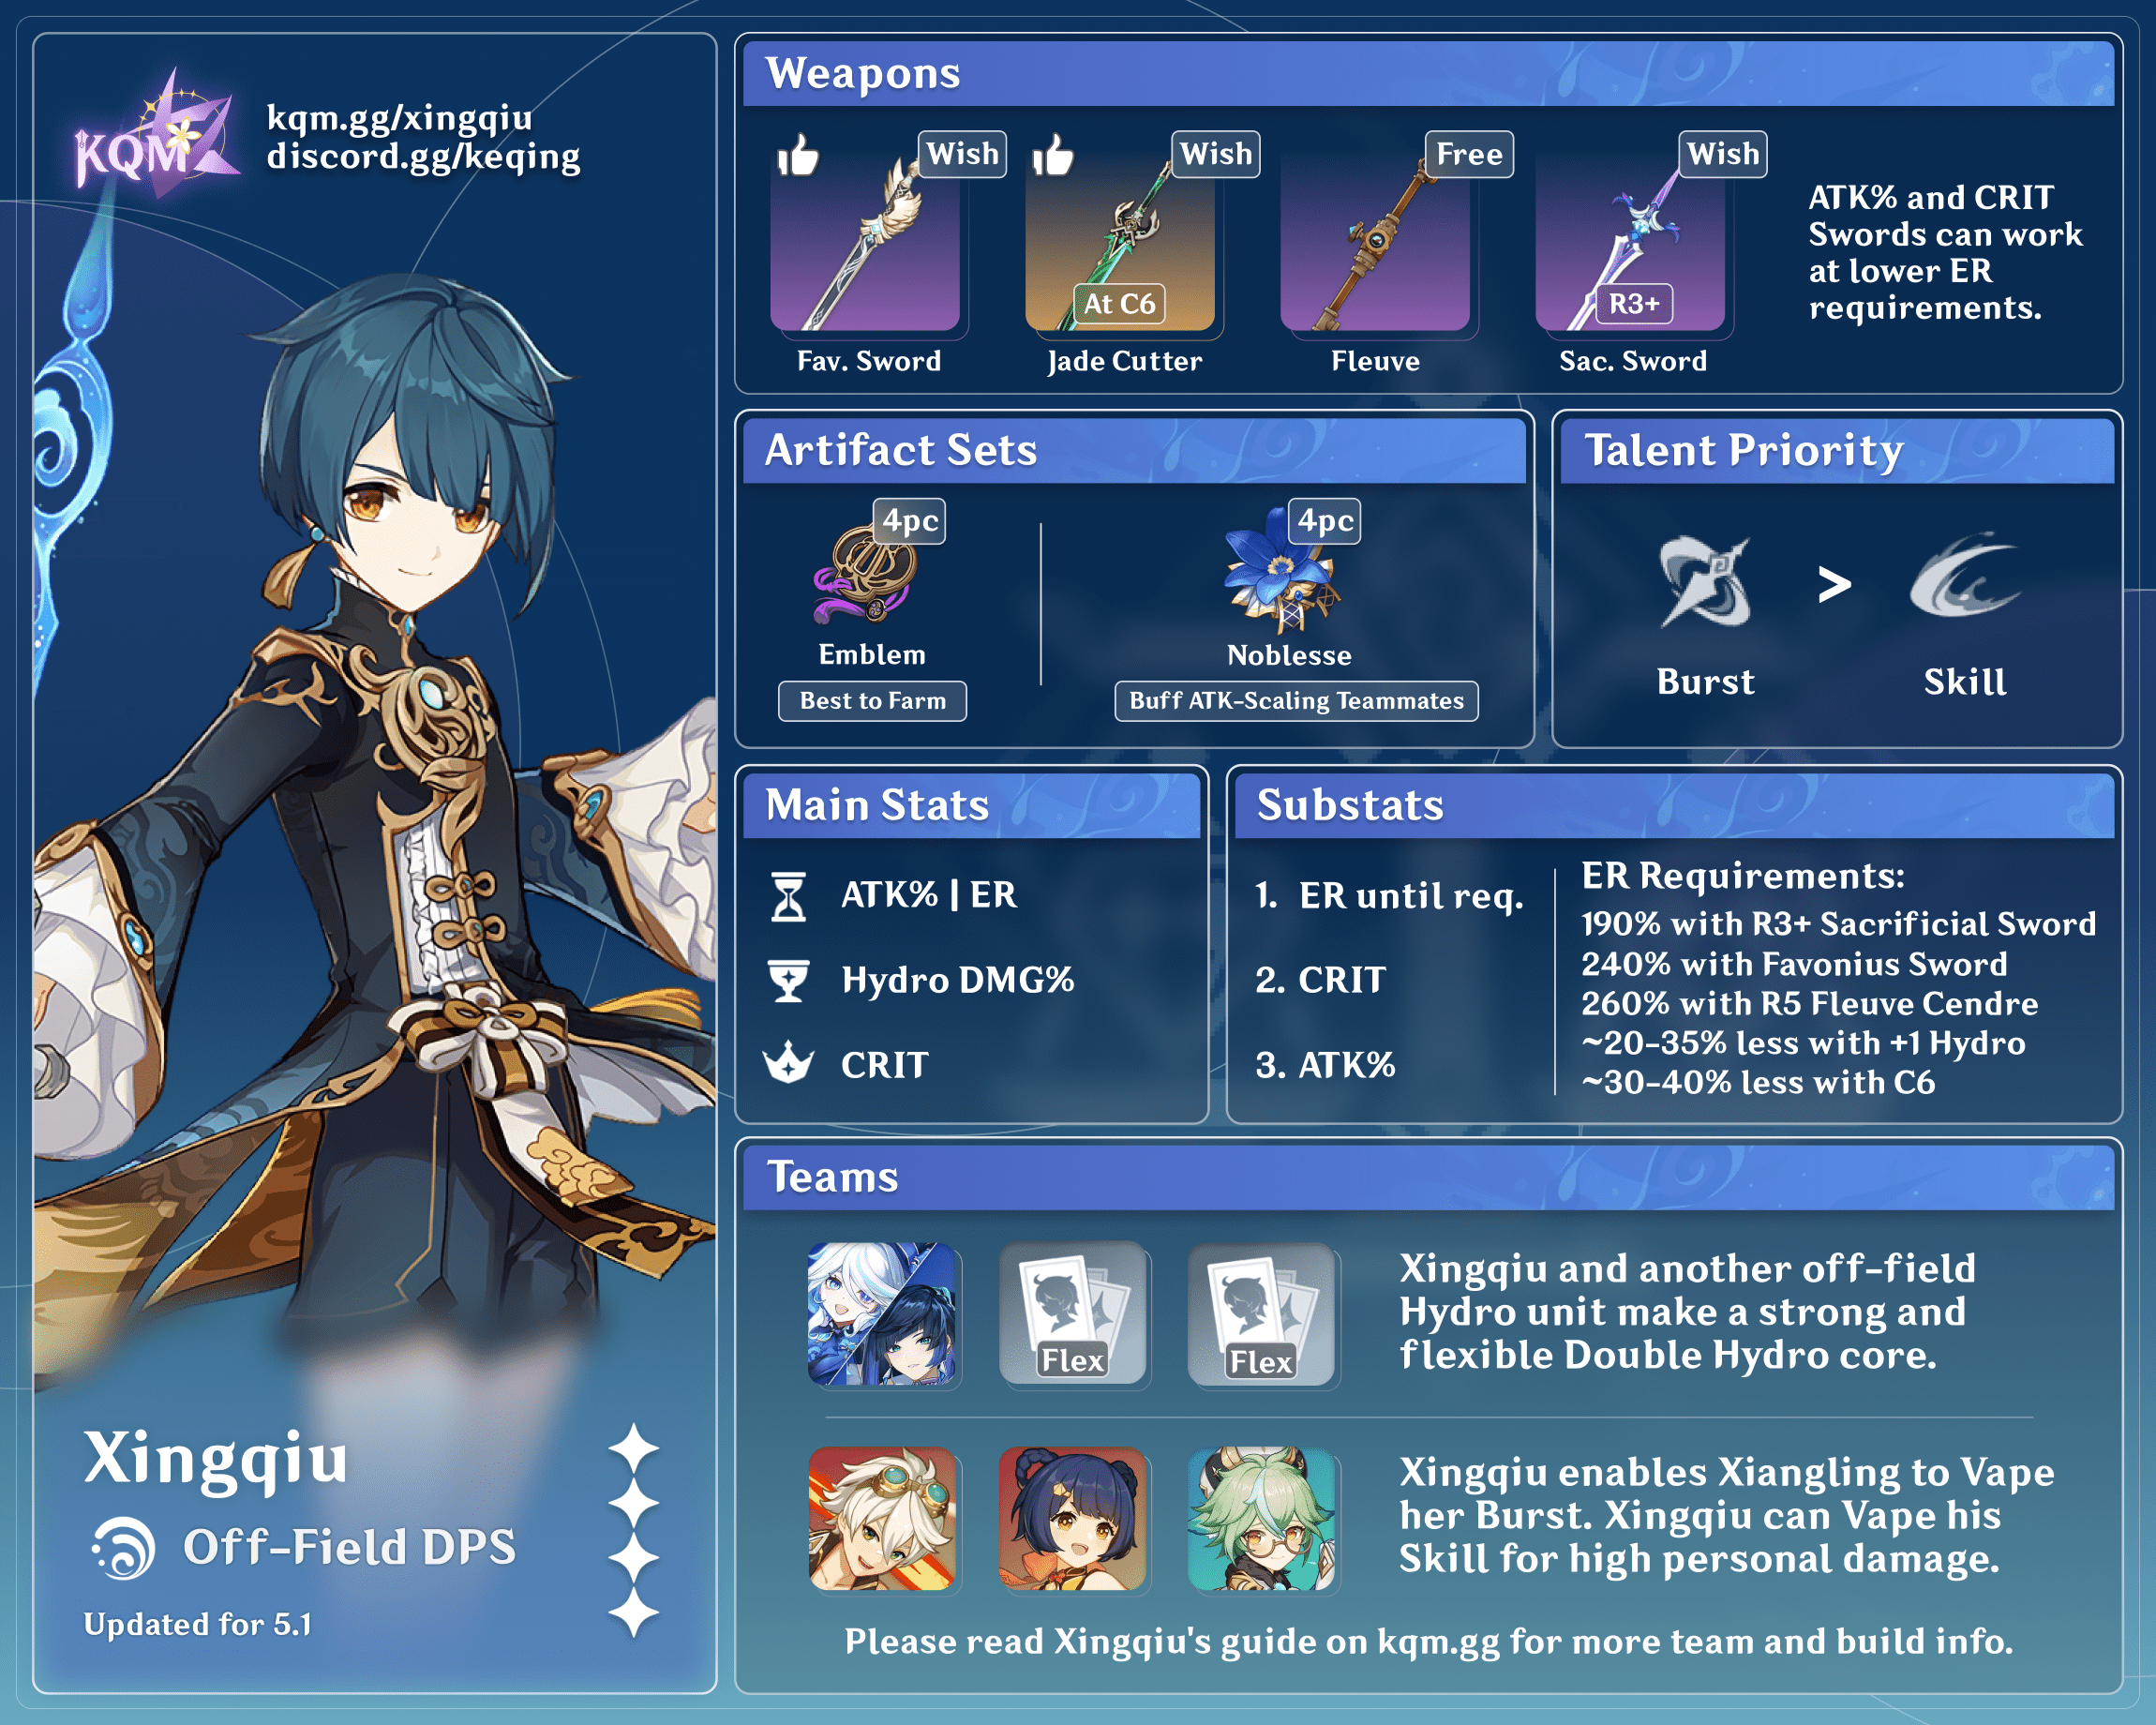 KQM
kqm.gg/xingqiu
discord.gg/keqing
Xingqiu
Off-Field DPS
Updated for 5.1
Weapons
Wish
Wish
Free
Wish
At C6
R3+
Fav. Sword
Jade Cutter
Fleuve
Sac. Sword
ATK% and CRIT
Swords can work
at lower ER
requirements.
Artifact Sets
4pc
4pc
Emblem
Noblesse
Best to Farm
Buff ATK-Scaling Teammates
Talent Priority
>
Burst
Skill
Main Stats
ATK% | ER
Hydro DMG%
CRIT
Substats
1. ER until req.
2. CRIT
3. ATK%
ER Requirements:
190% with R3+ Sacrificial Sword
240% with Favonius Sword
260% with R5 Fleuve Cendre
~20-35% less with +1 Hydro
~30-40% less with C6
Teams
Flex
Flex
Xingqiu and another off-field
Hydro unit make a strong and
flexible Double Hydro core.
Xingqiu enables Xiangling to Vape
her Burst. Xingqiu can Vape his
Skill for high personal damage.
Please read Xingqiu's guide on kqm.gg for more team and build info.